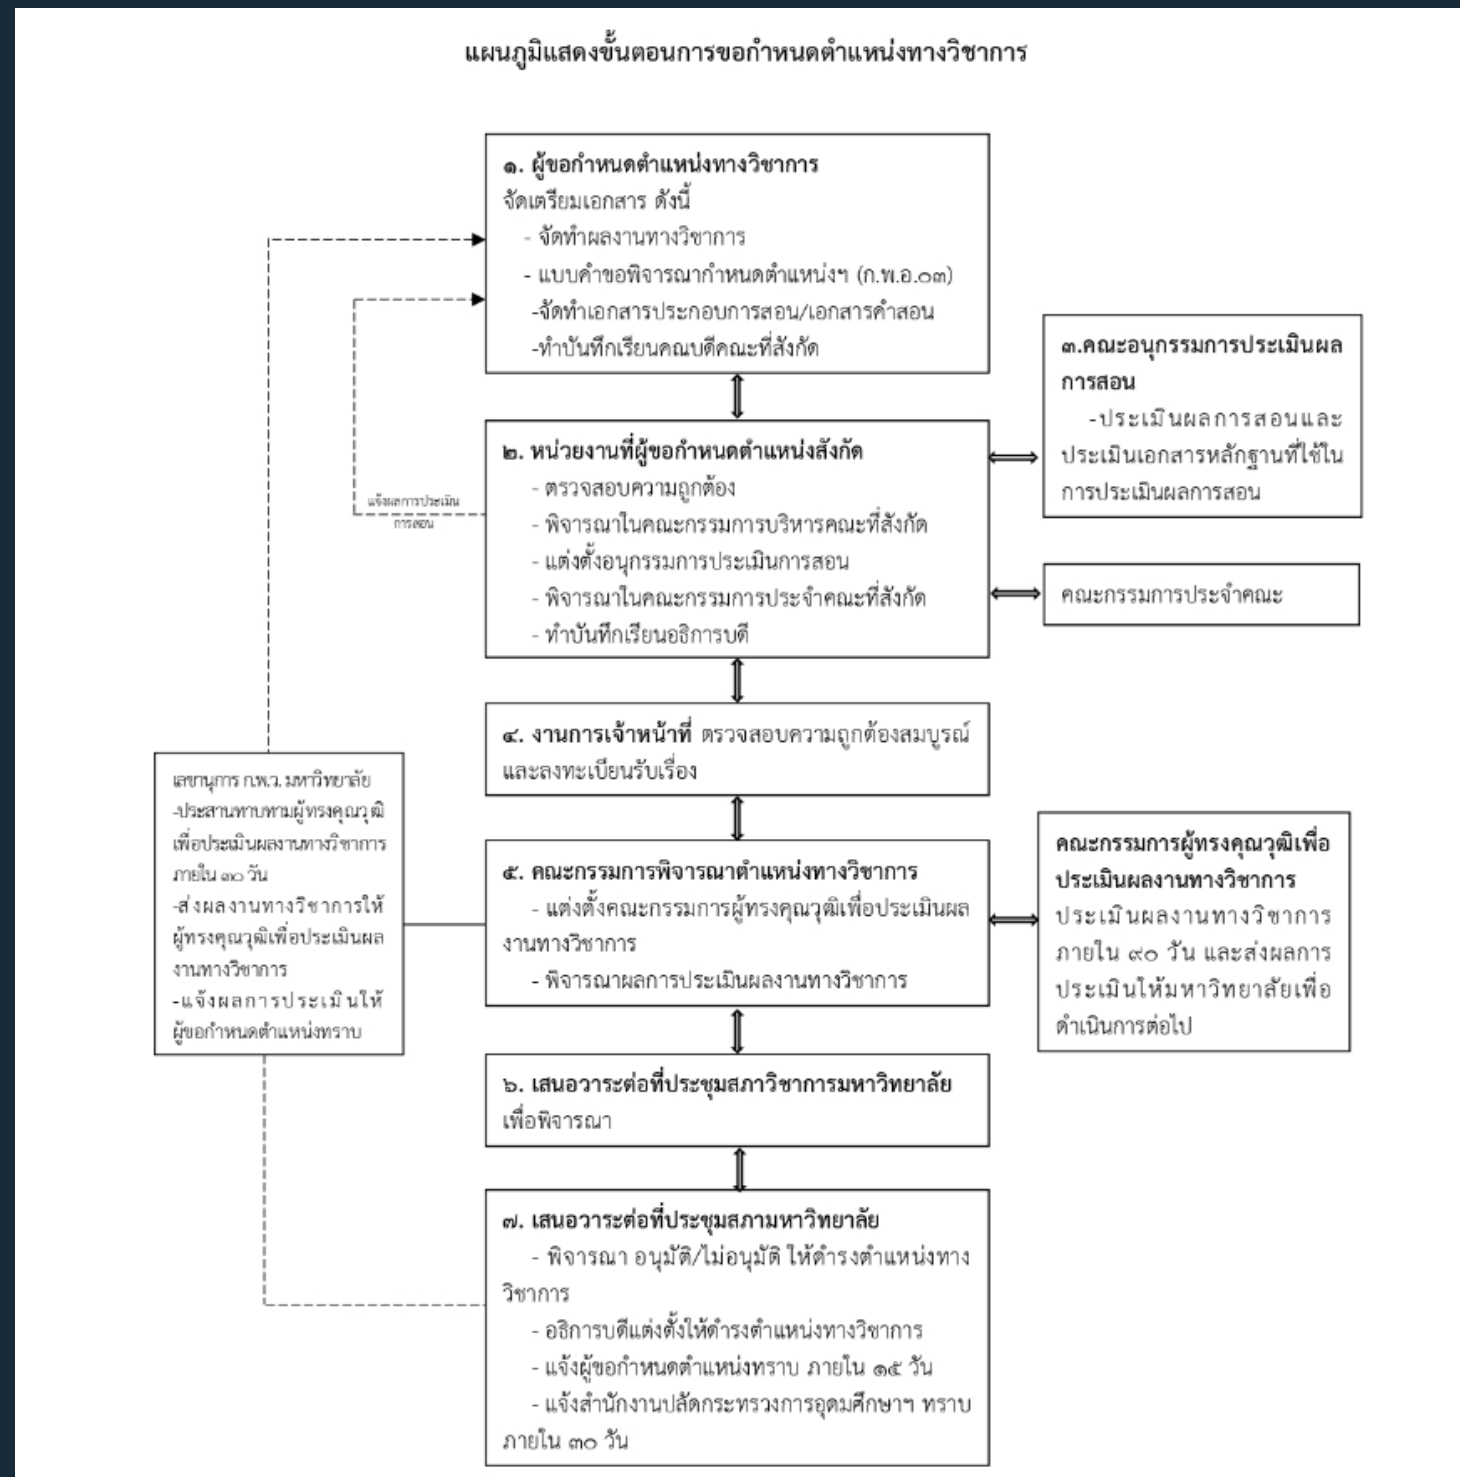 แผนภูมิแสดงขั้นตอนการขอกำหนดตำแหน่งทางวิชาการ
๑. ผู้ขอกำหนดตำแหน่งทางวิชาการ
จัดเตรียมเอกสาร ดังนี้
- จัดทำผลงานทางวิชาการ
- แบบคำขอพิจารณากำหนดตำแหน่งฯ (ก.พ.อ.๐๓)
-จัดทำเอกสารประกอบการสอน/เอกสารคำสอน
-ทำบันทึกเรียนคณบดีคณะที่สังกัด
๒. หน่วยงานที่ผู้ขอกำหนดตำแหน่งสังกัด
- ตรวจสอบความถูกต้อง
- พิจารณาในคณะกรรมการบริหารคณะที่สังกัด
- แต่งตั้งอนุกรรมการประเมินการสอน
- พิจารณาในคณะกรรมการประจำคณะที่สังกัด
- ทำบันทึกเรียนอธิการบดี
แจ้งผลการประเมิน
การสอน
๓.คณะอนุกรรมการประเมินผล
การสอน
-ประเมินผลการสอนและ
ประเมินเอกสารหลักฐานที่ใช้ใน
การประเมินผลการสอน
คณะกรรมการประจำคณะ
๔. งานการเจ้าหน้าที่ ตรวจสอบความถูกต้องสมบูรณ์
และลงทะเบียนรับเรื่อง
เลขานุการ ก.พ.ว. มหาวิทยาลัย
-ประสานทาบทามผู้ทรงคุณวุฒิ
เพื่อประเมินผลงานทางวิชาการ
ภายใน ๓๐ วัน
-ส่งผลงานทางวิชาการให้
ผู้ทรงคุณวุฒิเพื่อประเมินผล
งานทางวิชาการ
-แจ้งผลการประเมินให้
ผู้ขอกำหนดตำแหน่งทราบ
๕. คณะกรรมการพิจารณาตำแหน่งทางวิชาการ
- แต่งตั้งคณะกรรมการผู้ทรงคุณวุฒิเพื่อประเมินผล
งานทางวิชาการ
- พิจารณาผลการประเมินผลงานทางวิชาการ
คณะกรรมการผู้ทรงคุณวุฒิเพื่อ
ประเมินผลงานทางวิชาการ
ประเมินผลงานทางวิชาการ
ภายใน ๙๐ วัน และส่งผลการ
ประเมินให้มหาวิทยาลัยเพื่อ
ดำเนินการต่อไป
๖. เสนอวาระต่อที่ประชุมสภาวิชาการมหาวิทยาลัย
เพื่อพิจารณา
๗. เสนอวาระต่อที่ประชุมสภามหาวิทยาลัย
- พิจารณา อนุมัติ/ไม่อนุมัติ ให้ดำรงตำแหน่งทาง
วิชาการ
- อธิการบดีแต่งตั้งให้ดำรงตำแหน่งทางวิชาการ
- แจ้งผู้ขอกำหนดตำแหน่งทราบ ภายใน ๑๕ วัน
- แจ้งสำนักงานปลัดกระทรวงการอุดมศึกษาฯ ทราบ
ภายใน ๓๐ วัน